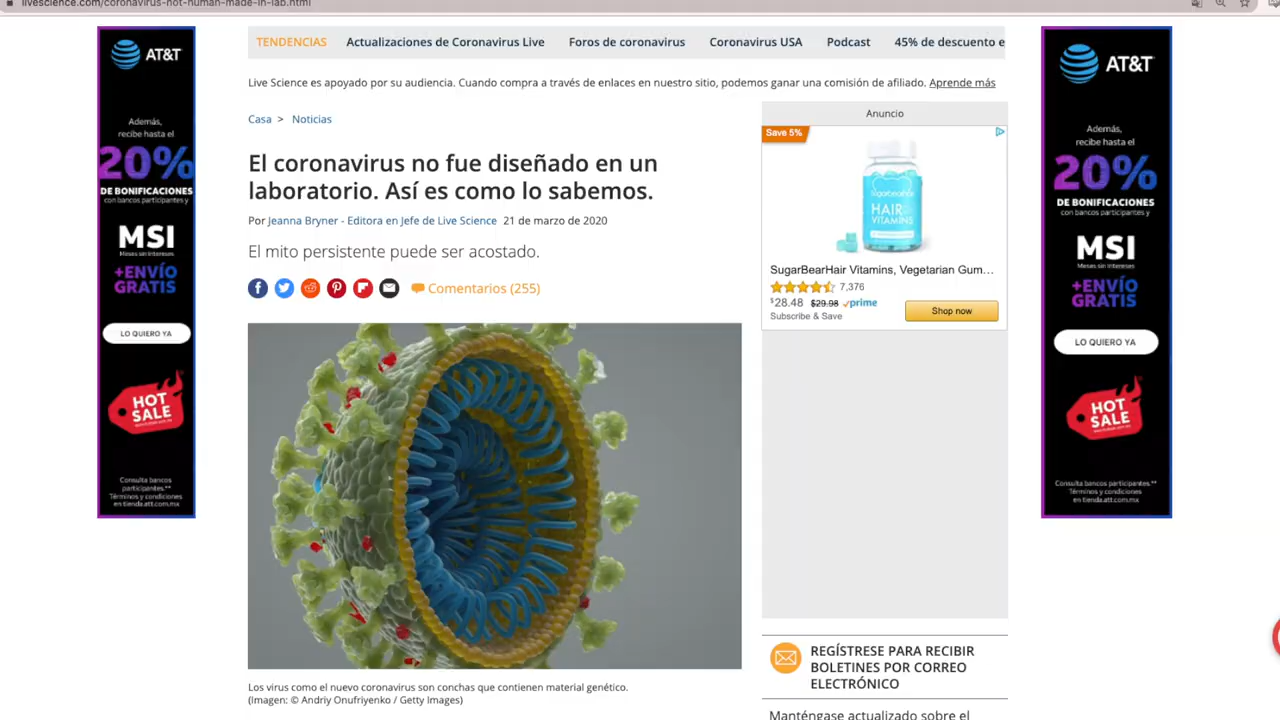 livescience.com/coronavirus-not-human-made-in-lab.html
AT&T
Además,
recibe hasta el
20%
DE BONIFICACIONES
con bancos participantes y
MSI
Meses sin intereses
+ENVÍO
GRATIS
LO QUIERO YA
HOT
SALE
Consulta bancos
participantes.**
Términos y condiciones
en tienda.att.com.mx
TENDENCIAS
Actualizaciones de Coronavirus Live
Foros de coronavirus
Coronavirus USA
Podcast
45% de descuento e
Live Science es apoyado por su audiencia. Cuando compra a través de enlaces en nuestro sitio, podemos ganar una comisión de afiliado. Aprende más
Casa > Noticias
El coronavirus no fue diseñado en un
laboratorio. Así es como lo sabemos.
Por Jeanna Bryner - Editora en Jefe de Live Science 21 de marzo de 2020
El mito persistente puede ser acostado.
Comentarios (255)
Los virus como el nuevo coronavirus son conchas que contienen material genético.
(Imagen: © Andriy Onufriyenko / Getty Images)
Anuncio
Save 5%
HAIR
VITAMINS
SugarBearHair Vitamins, Vegetarian Gum...
7,376
$28.48 $29.98 prime
Subscribe & Save
Shop now
REGÍSTRESE PARA RECIBIR
BOLETINES POR CORREO
ELECTRÓNICO
Manténgase actualizado sobre el
AT&T
Además,
recibe hasta el
20%
DE BONIFICACIONES
con bancos participantes y
MSI
Meses sin intereses
+ENVÍO
GRATIS
LO QUIERO YA
HOT
SALE
Consulta bancos participantes.**
Términos y condiciones
en tienda.att.com.mx